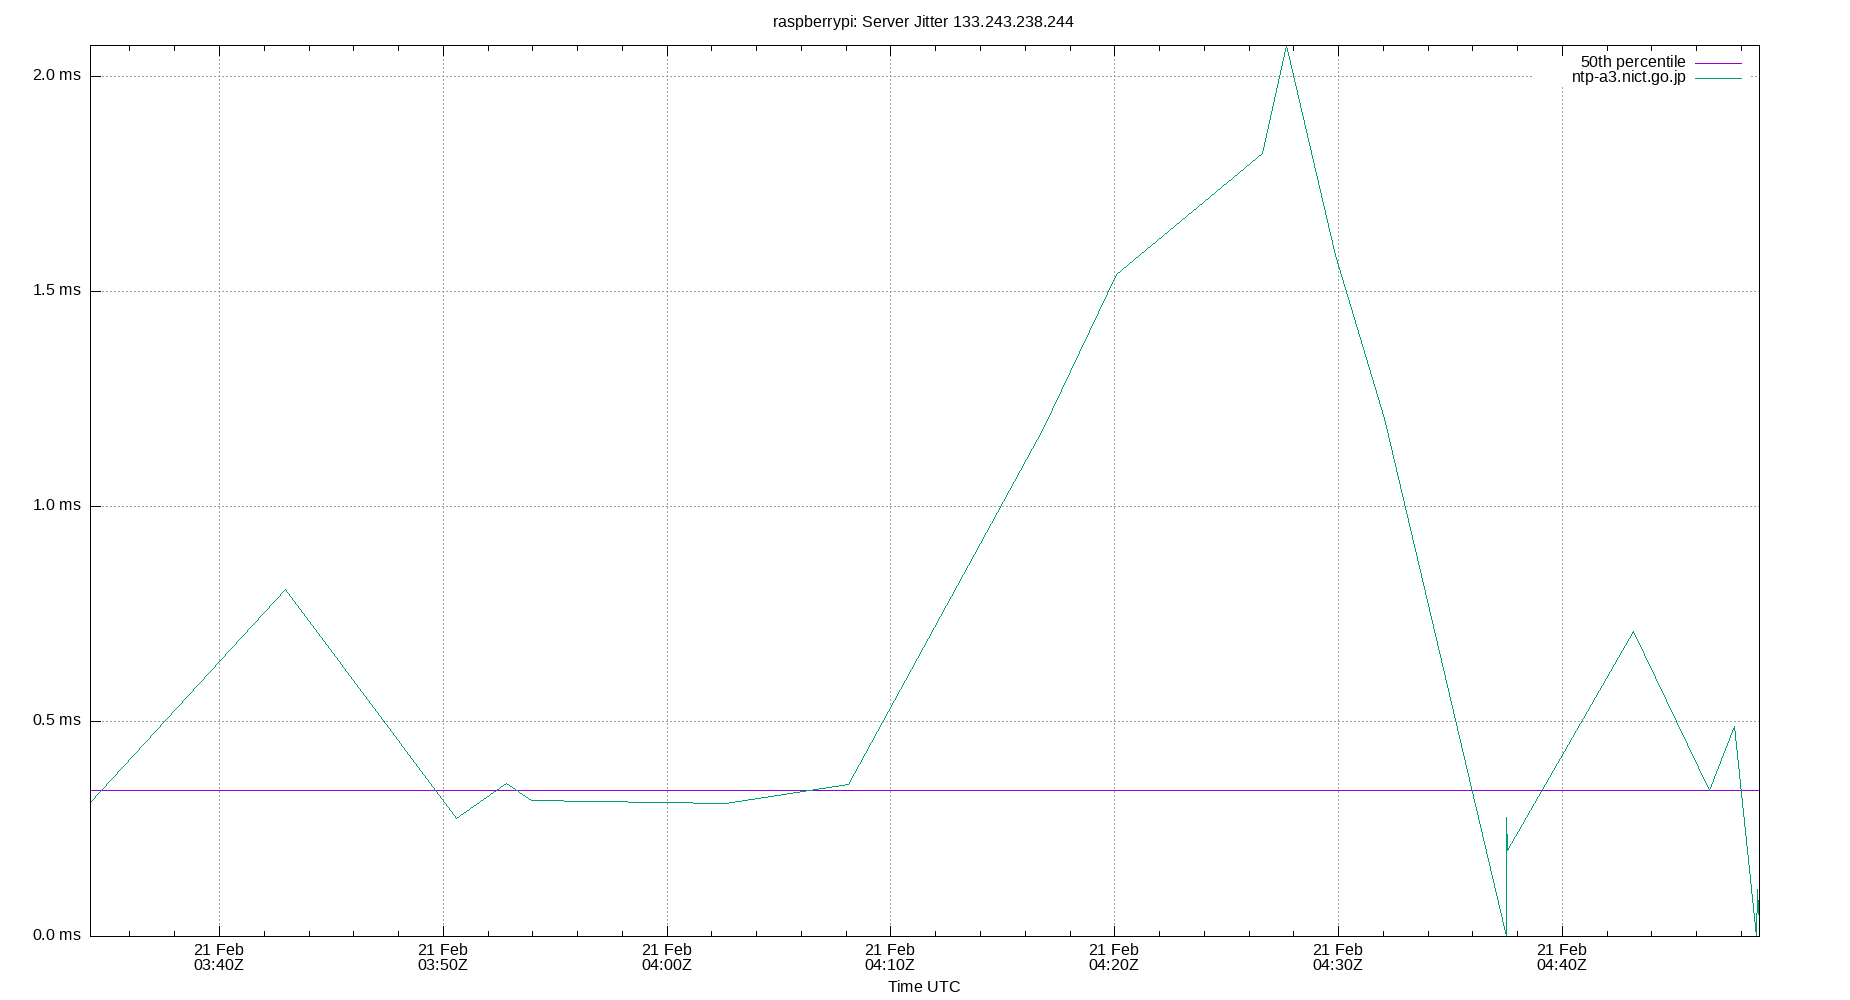 raspberrypi: Server Jitter 133.243.238.244
50th percentile
ntp-a3.nict.go.jp
2.0 ms
1.5 ms
1.0 ms
0.5 ms
0.0 ms
21 Feb 21 Feb 21 Feb 21 Feb 21 Feb 21 Feb 21 Feb
03:40Z 03:50Z 04:00Z 04:10Z 04:20Z 04:30Z 04:40Z
Time UTC